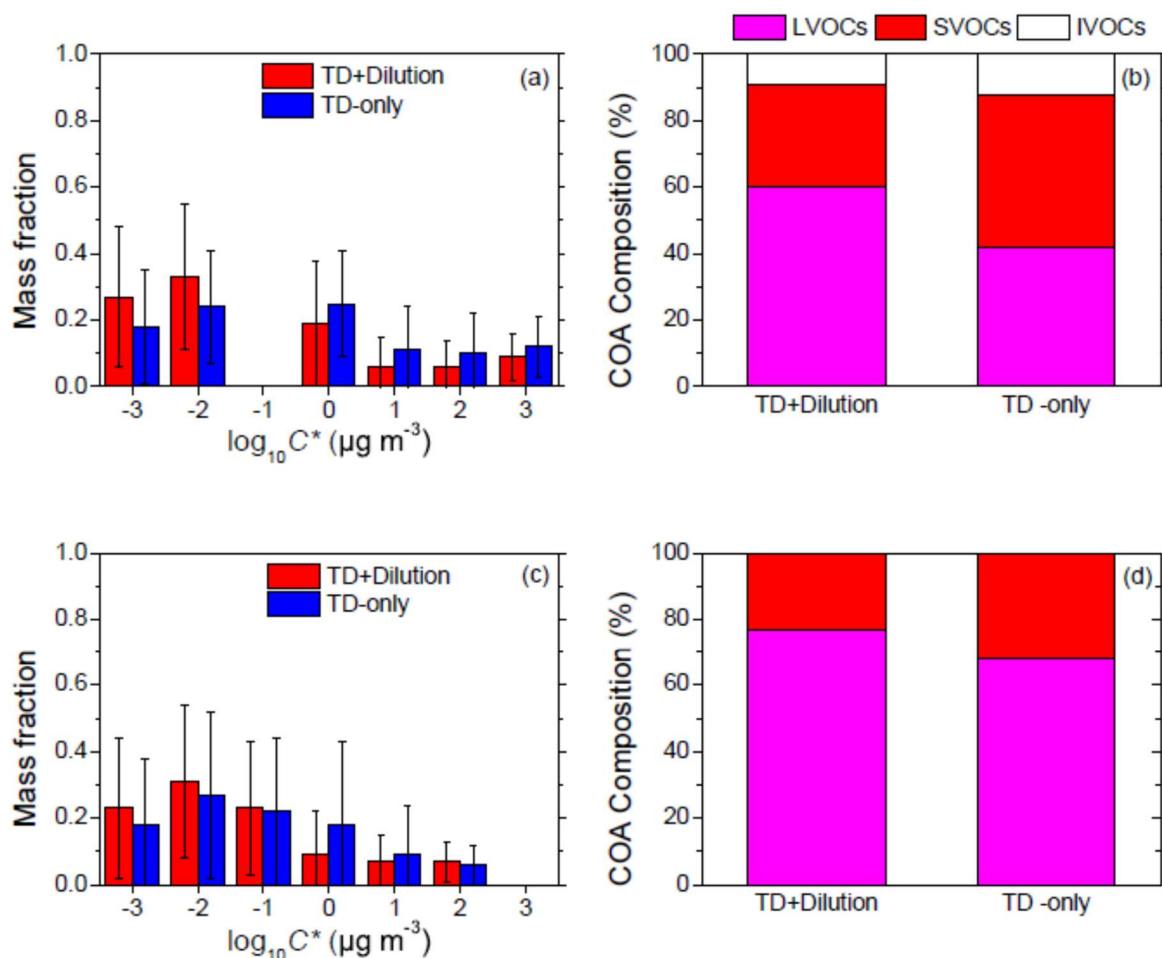 LVOCs SVOCs IVOCs
1.0
0.8
0.6
0.4
0.2
0.0
Mass fraction
TD+Dilution
TD-only
(a)
-3 -2 -1 0 1 2 3
log₁₀C* (µg m⁻³)
100
80
60
40
20
0
COA Composition (%)
(b)
TD+Dilution TD -only
1.0
0.8
0.6
0.4
0.2
0.0
Mass fraction
TD+Dilution
TD-only
(c)
-3 -2 -1 0 1 2 3
log₁₀C* (µg m⁻³)
100
80
60
40
20
0
COA Composition (%)
(d)
TD+Dilution TD -only